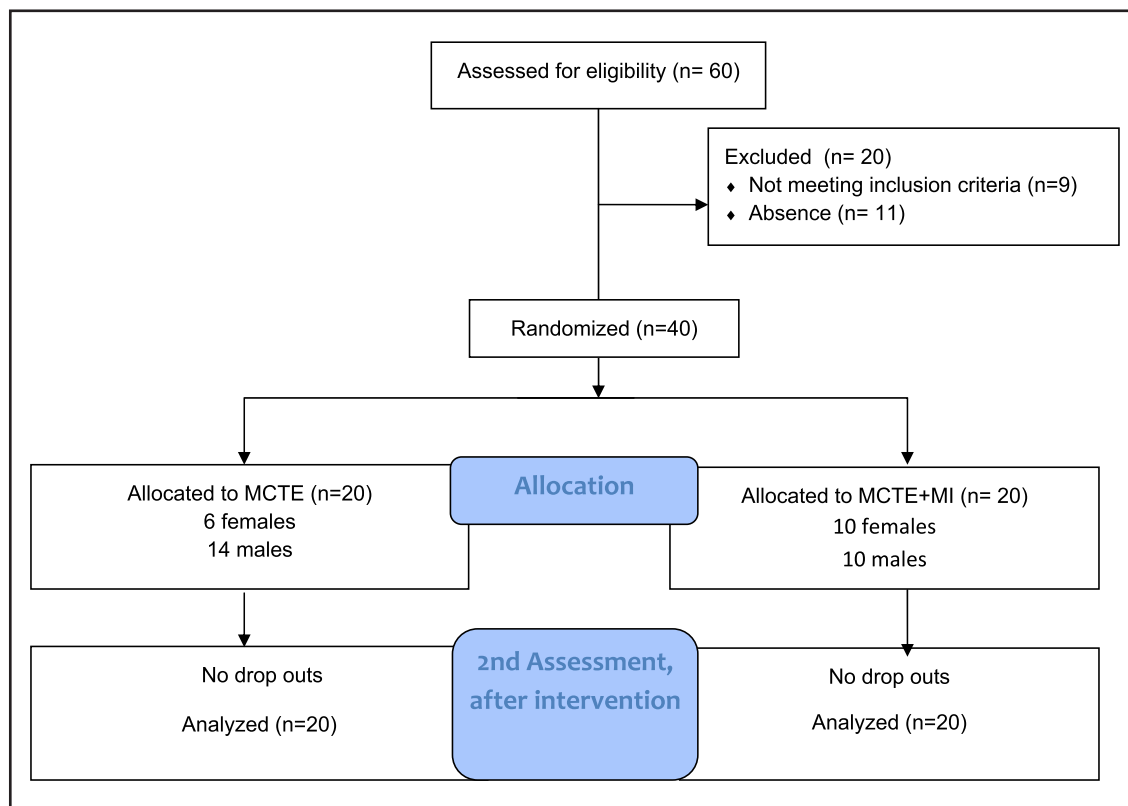 Assessed for eligibility (n= 60)
Excluded  (n= 20)
♦ Not meeting inclusion criteria (n=9)
♦ Absence (n= 11)
Randomized (n=40)
Allocated to MCTE (n=20)
6 females
14 males
Allocation
Allocated to MCTE+MI (n= 20)
10 females
10 males
No drop outs
Analyzed (n=20)
2nd Assessment,
after intervention
No drop outs
Analyzed (n=20)